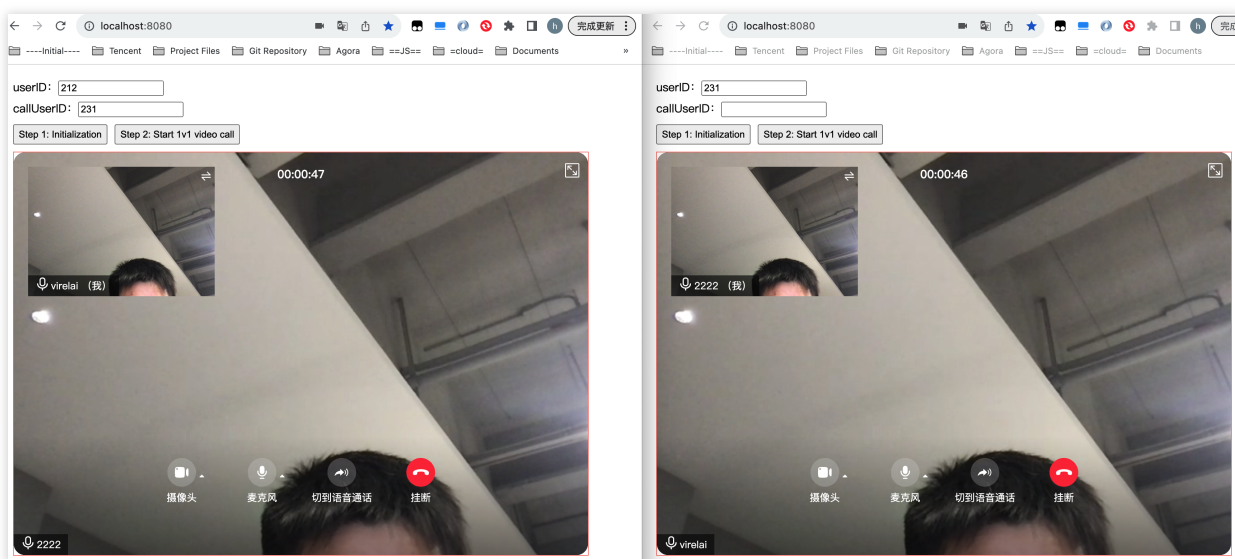 localhost:8080
完成更新
----Initial---- Tencent Project Files Git Repository Agora ==JS== =cloud= Documents »
userID: 212
callUserID: 231
Step 1: Initialization Step 2: Start 1v1 video call
00:00:47
virelai （我）
摄像头 麦克风 切到语音通话 挂断
2222
localhost:8080
h
----Initial---- Tencent Project Files Git Repository Agora ==JS== =cloud= Documents
userID: 231
callUserID:
Step 1: Initialization Step 2: Start 1v1 video call
00:00:46
2222 （我）
摄像头 麦克风 切到语音通话 挂断
virelai